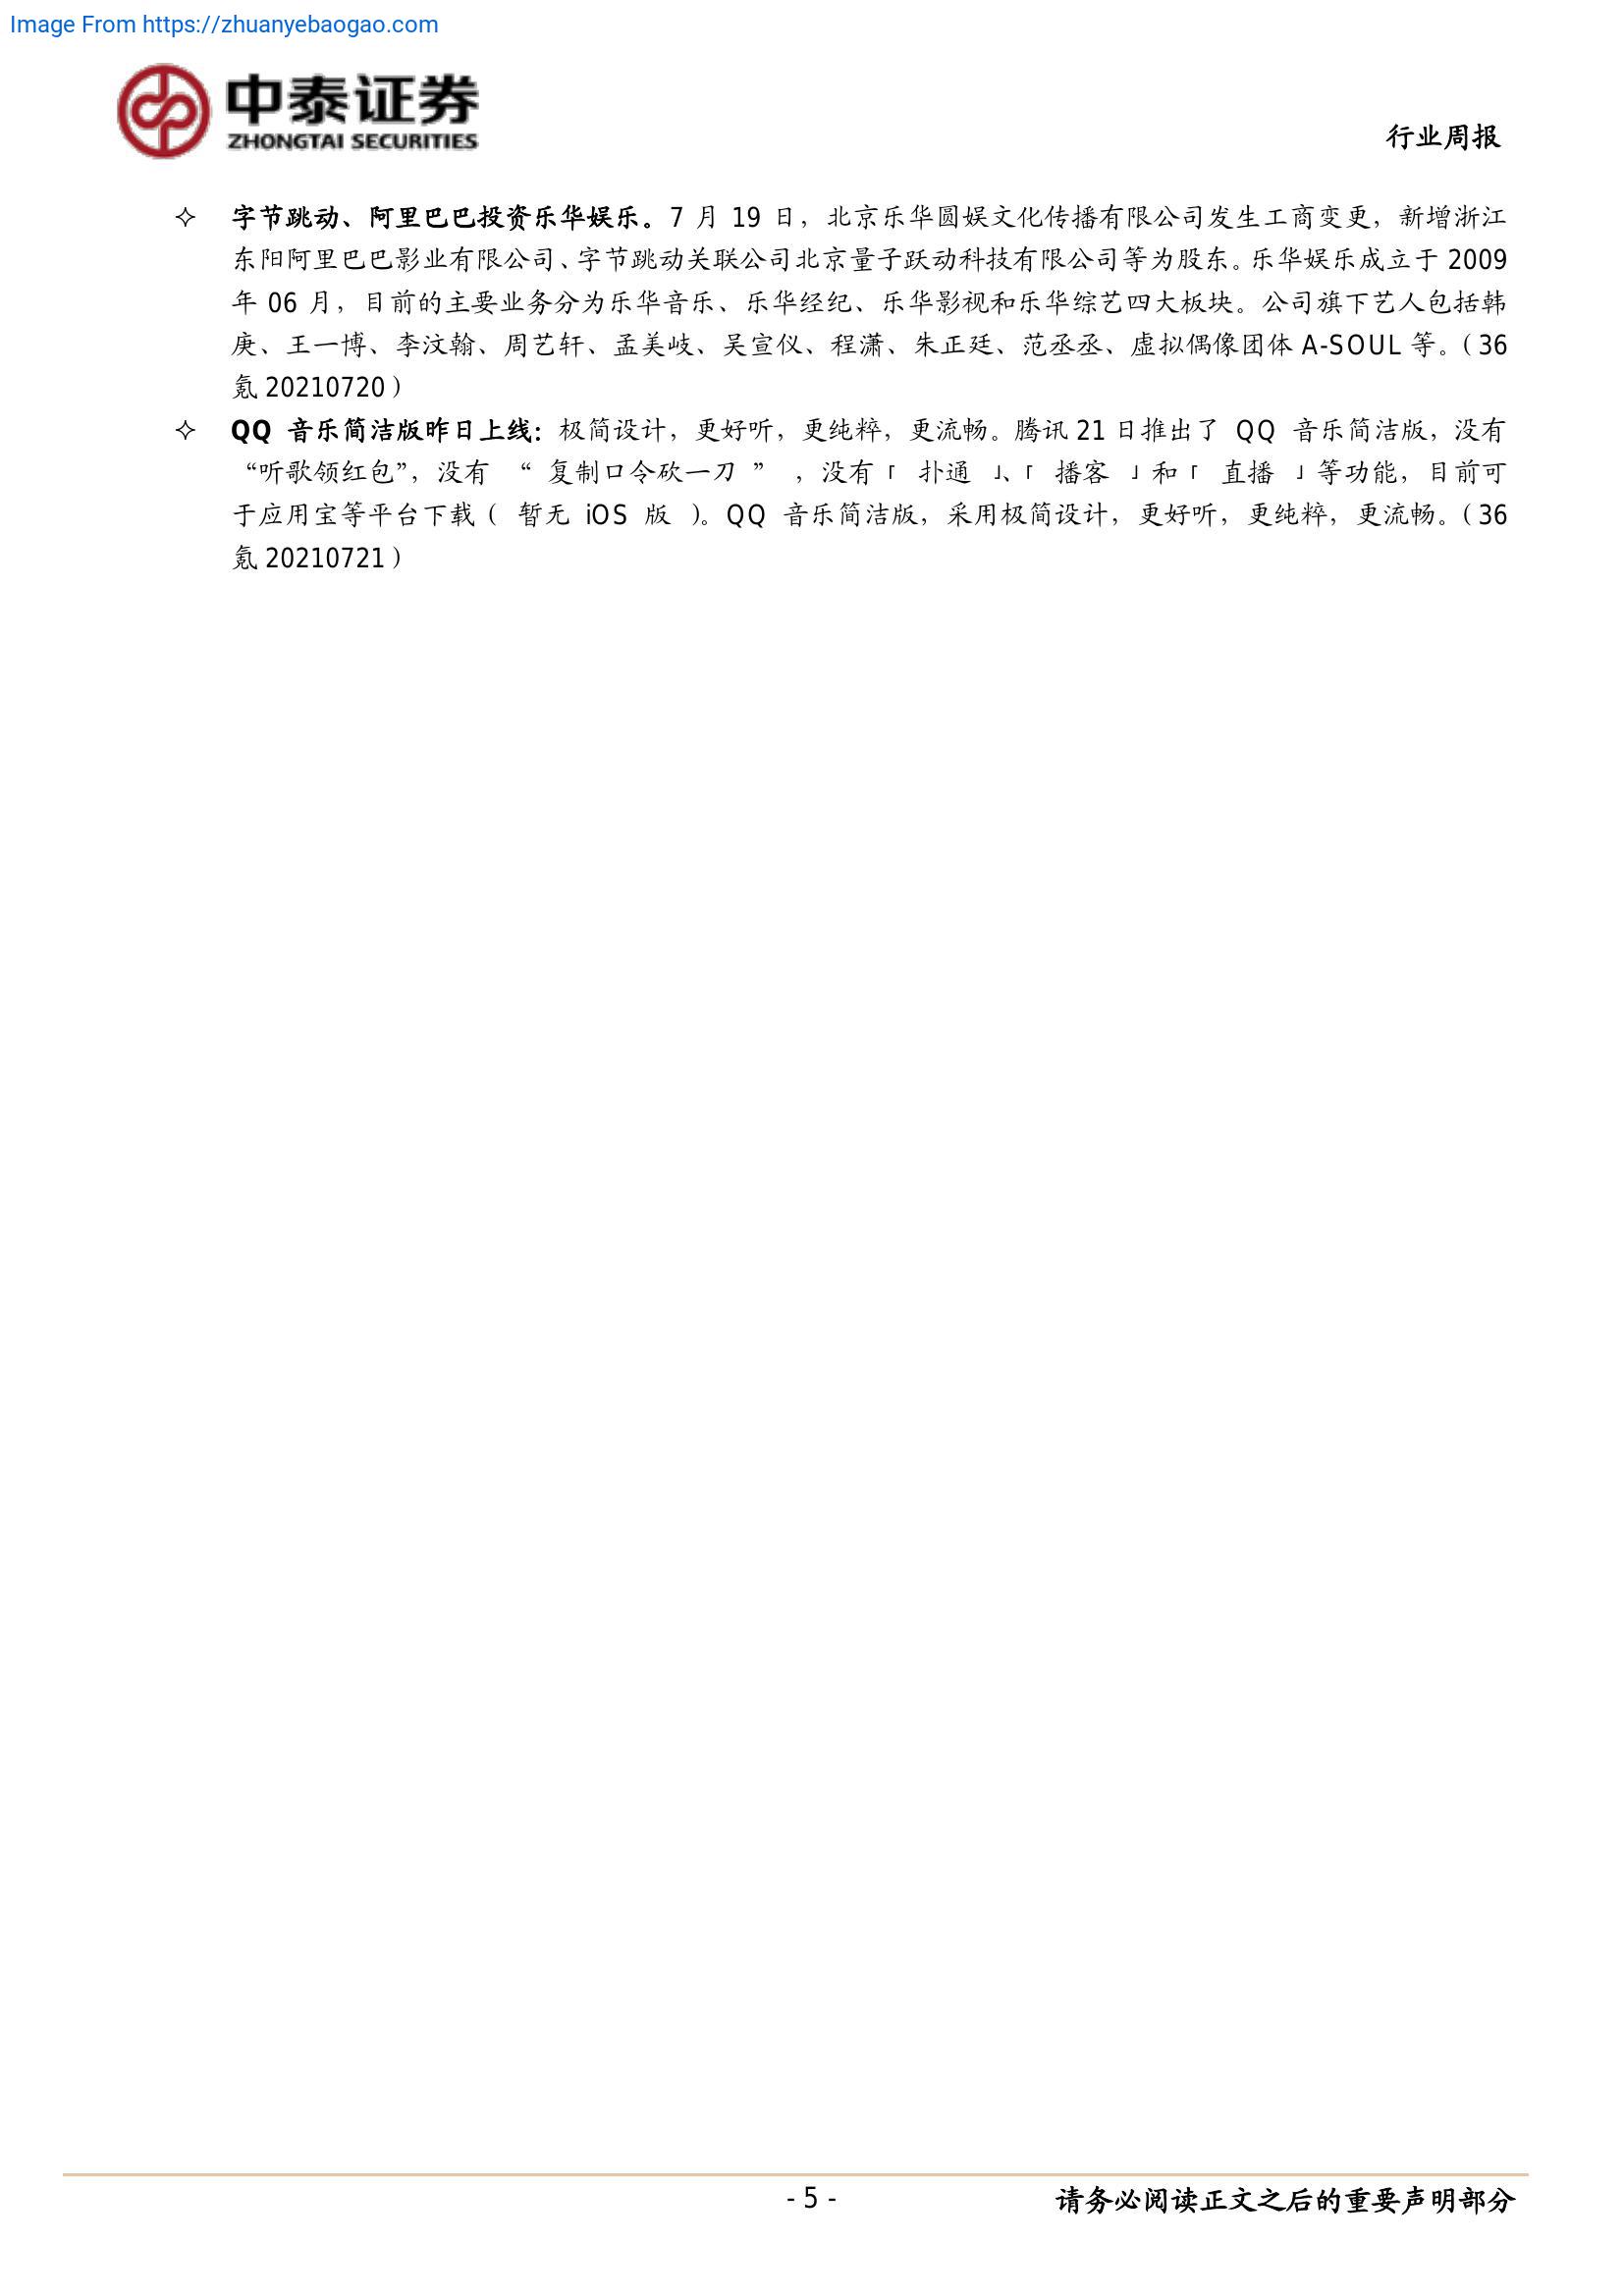 Image From https://zhuanyebaogao.com
中泰证券
ZHONGTAI SECURITIES
行业周报
✧ 字节跳动、阿里巴巴投资乐华娱乐。7 月 19 日，北京乐华圆娱文化传播有限公司发生工商变更，新增浙江
东阳阿里巴巴影业有限公司、字节跳动关联公司北京量子跃动科技有限公司等为股东。乐华娱乐成立于 2009
年 06 月，目前的主要业务分为乐华音乐、乐华经纪、乐华影视和乐华综艺四大板块。公司旗下艺人包括韩
庚、王一博、李汶翰、周艺轩、孟美岐、吴宣仪、程潇、朱正廷、范丞丞、虚拟偶像团体 A-SOUL 等。（36
氪 20210720）
✧ QQ 音乐简洁版昨日上线：极简设计，更好听，更纯粹，更流畅。腾讯 21 日推出了 QQ 音乐简洁版，没有
“听歌领红包”，没有 “ 复制口令砍一刀 ” ，没有「 扑通 」、「 播客 」和「 直播 」等功能，目前可
于应用宝等平台下载（ 暂无 iOS 版 ）。QQ 音乐简洁版，采用极简设计，更好听，更纯粹，更流畅。（36
氪 20210721）
- 5 -
请务必阅读正文之后的重要声明部分